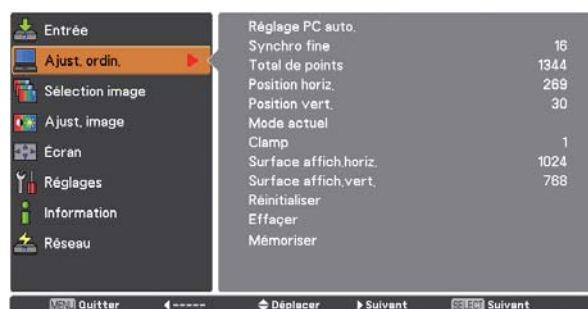 Entrée
Ajust. ordin.
Sélection image
Ajust. image
Écran
Réglages
Information
Réseau
Réglage PC auto.
Synchro fine 16
Total de points 1344
Position horiz. 269
Position vert. 30
Mode actuel
Clamp 1
Surface affich.horiz. 1024
Surface affich.vert. 768
Réinitialiser
Effaçer
Mémoriser
MENU Quitter ----- Déplacer Suivant SELECT Suivant